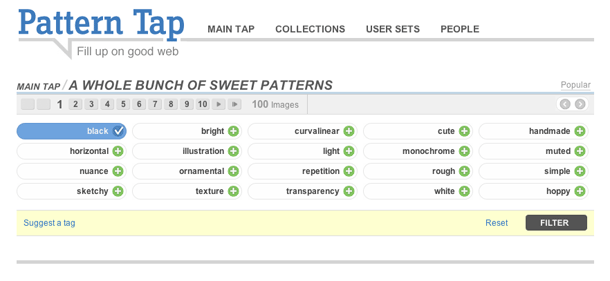 Pattern Tap
MAIN TAP COLLECTIONS USER SETS PEOPLE
Fill up on good web
MAIN TAP / A WHOLE BUNCH OF SWEET PATTERNS
Popular
1 2 3 4 5 6 7 8 9 10 100 Images
black bright curvalinear cute handmade
horizontal illustration light monochrome muted
nuance ornamental repetition rough simple
sketchy texture transparency white hoppy
Suggest a tag Reset FILTER